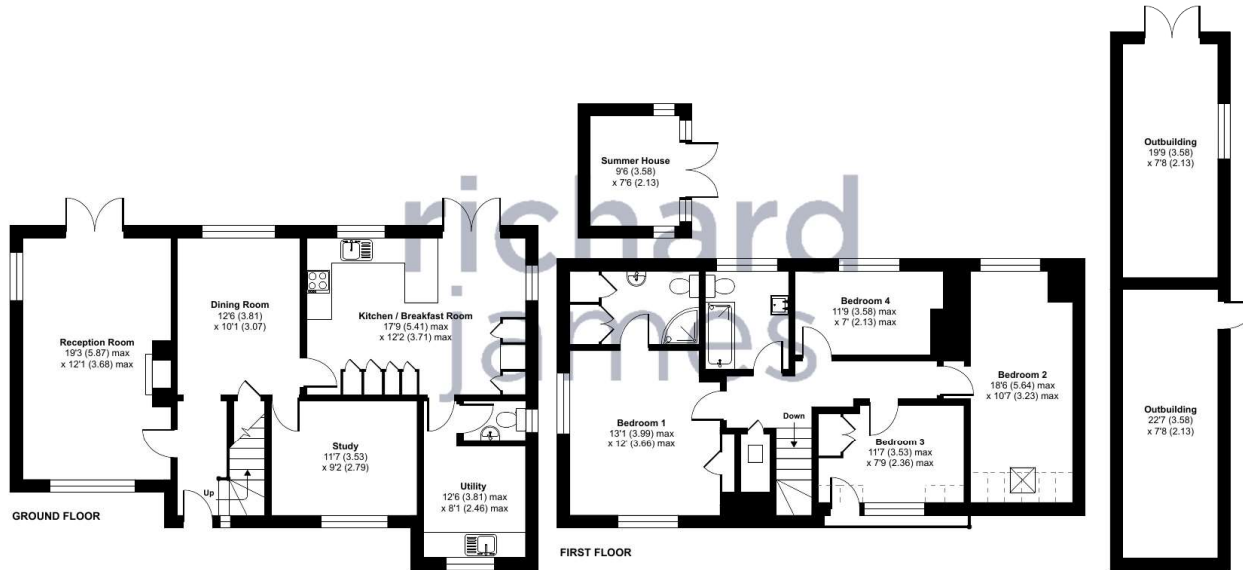 Outbuilding
19'9 (3.58)
x 7'8 (2.13)
Summer House
9'6 (3.58)
x 7'6 (2.13)
richard
james
Dining Room
12'6 (3.81)
x 10'1 (3.07)
Kitchen / Breakfast Room
17'9 (5.41) max
x 12'2 (3.71) max
Reception Room
19'3 (5.87) max
x 12'1 (3.68) max
Bedroom 4
11'9 (3.58) max
x 7' (2.13) max
Bedroom 2
18'6 (5.64) max
x 10'7 (3.23) max
Bedroom 1
13'1 (3.99) max
x 12' (3.66) max
Down
Bedroom 3
11'7 (3.53) max
x 7'9 (2.36) max
Outbuilding
22'7 (3.58)
x 7'8 (2.13)
Study
11'7 (3.53)
x 9'2 (2.79)
Utility
12'6 (3.81) max
x 8'1 (2.46) max
Up
GROUND FLOOR
FIRST FLOOR